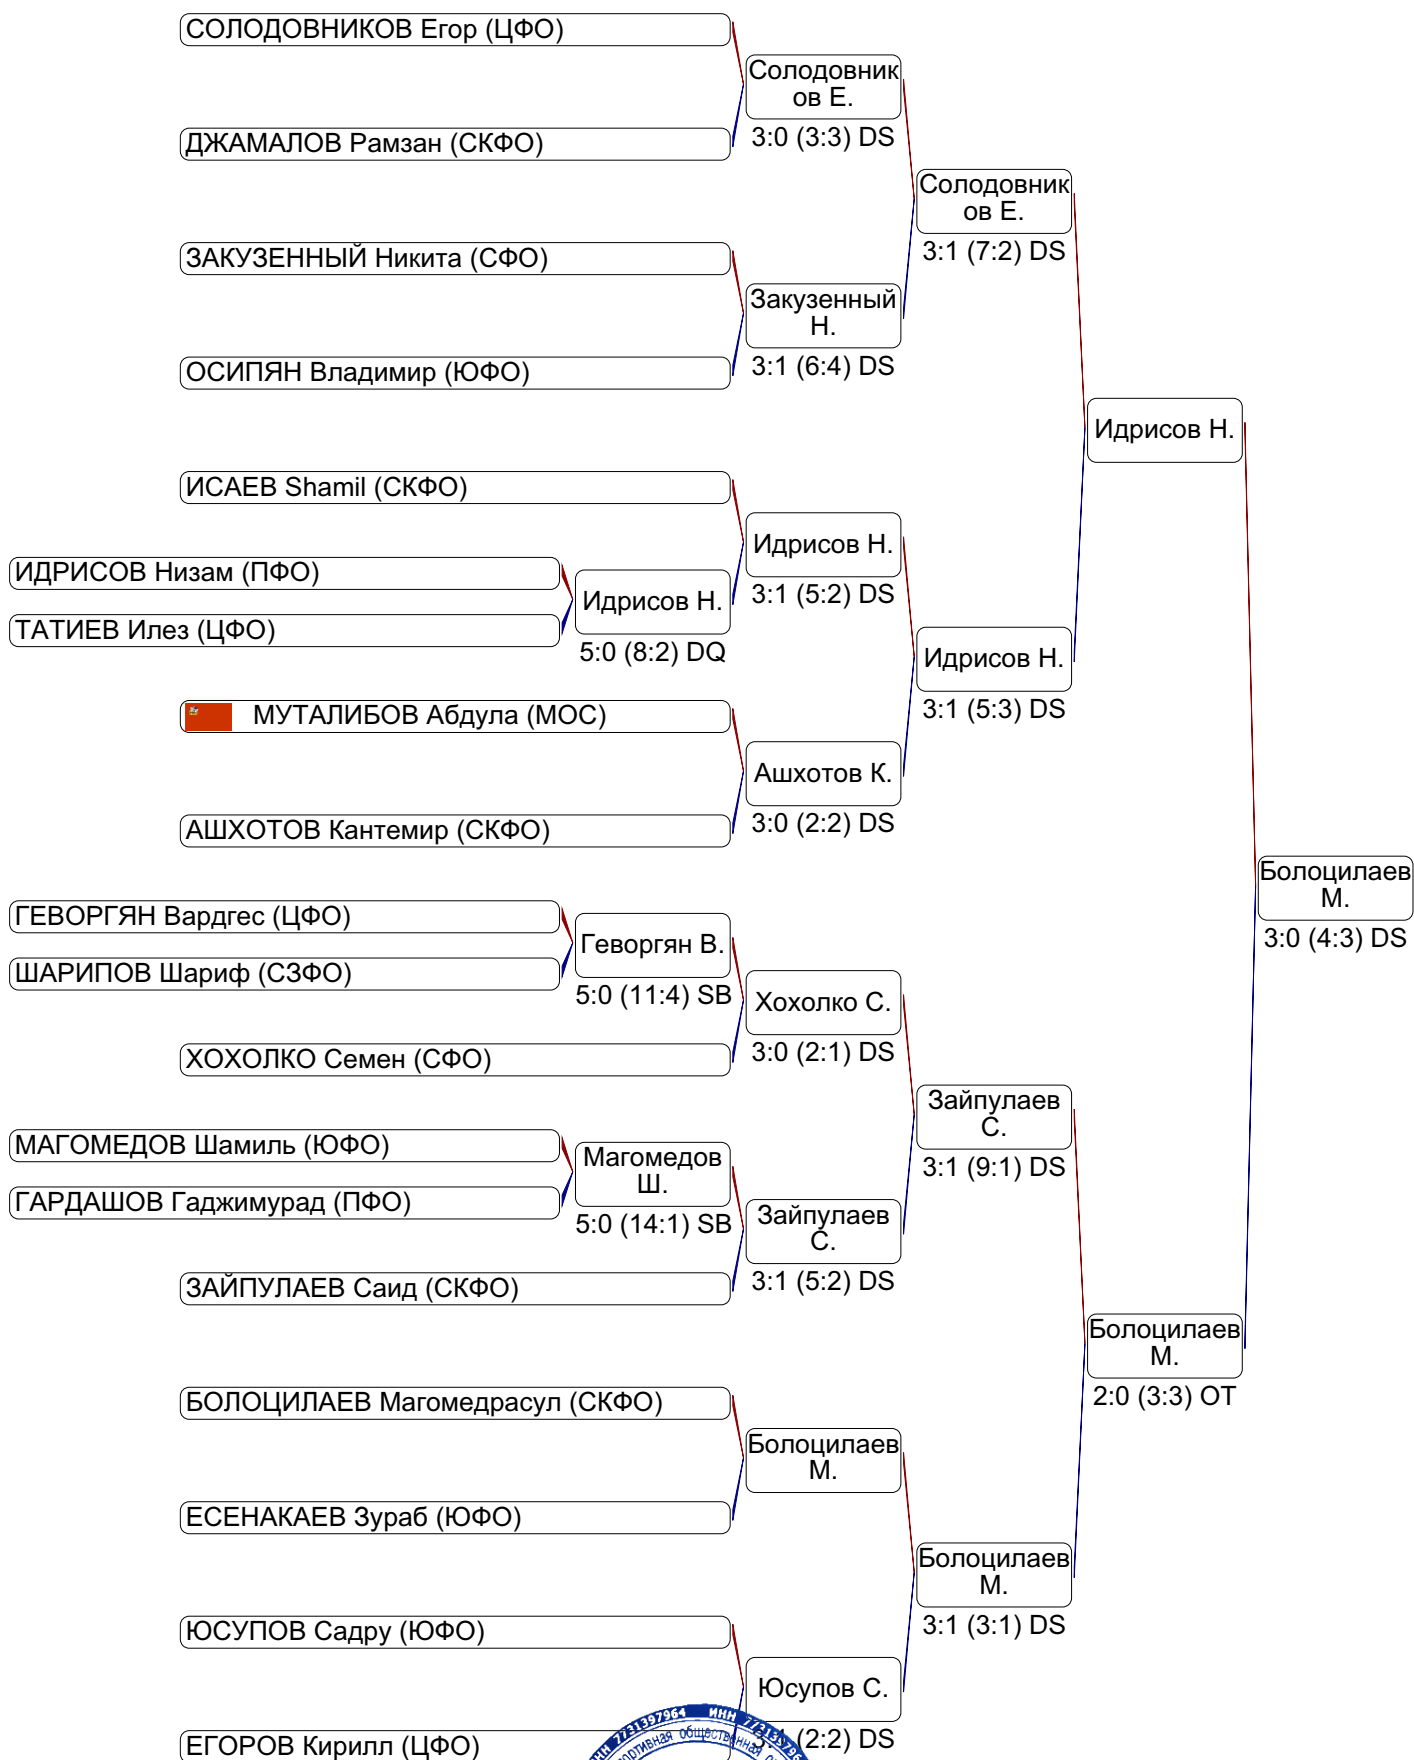 СОЛОДОВНИКОВ Егор (ЦФО)
Солодовник
ов Е.
3:0 (3:3) DS
ДЖАМАЛОВ Рамзан (СКФО)
Солодовник
ов Е.
3:1 (7:2) DS
ЗАКУЗЕННЫЙ Никита (СФО)
Закузенный
Н.
3:1 (6:4) DS
ОСИПЯН Владимир (ЮФО)
Идрисов Н.
ИСАЕВ Shamil (СКФО)
Идрисов Н.
3:1 (5:2) DS
ИДРИСОВ Низам (ПФО)
Идрисов Н.
5:0 (8:2) DQ
ТАТИЕВ Илез (ЦФО)
Идрисов Н.
3:1 (5:3) DS
МУТАЛИБОВ Абдула (МОС)
Ашхотов К.
3:0 (2:2) DS
АШХОТОВ Кантемир (СКФО)
Болоцилаев
М.
3:0 (4:3) DS
ГЕВОРГЯН Вардгес (ЦФО)
Геворгян В.
5:0 (11:4) SB
ШАРИПОВ Шариф (СЗФО)
Хохолко С.
3:0 (2:1) DS
ХОХОЛКО Семен (СФО)
Зайпулаев
С.
3:1 (9:1) DS
МАГОМЕДОВ Шамиль (ЮФО)
Магомедов
Ш.
5:0 (14:1) SB
ГАРДАШОВ Гаджимурад (ПФО)
Зайпулаев
С.
3:1 (5:2) DS
ЗАЙПУЛАЕВ Саид (СКФО)
Болоцилаев
М.
2:0 (3:3) OT
БОЛОЦИЛАЕВ Магомедрасул (СКФО)
Болоцилаев
М.
ЕСЕНАКАЕВ Зураб (ЮФО)
Болоцилаев
М.
3:1 (3:1) DS
ЮСУПОВ Садру (ЮФО)
Юсупов С.
(2:2) DS
ЕГОРОВ Кирилл (ЦФО)
7731397964 ИНН